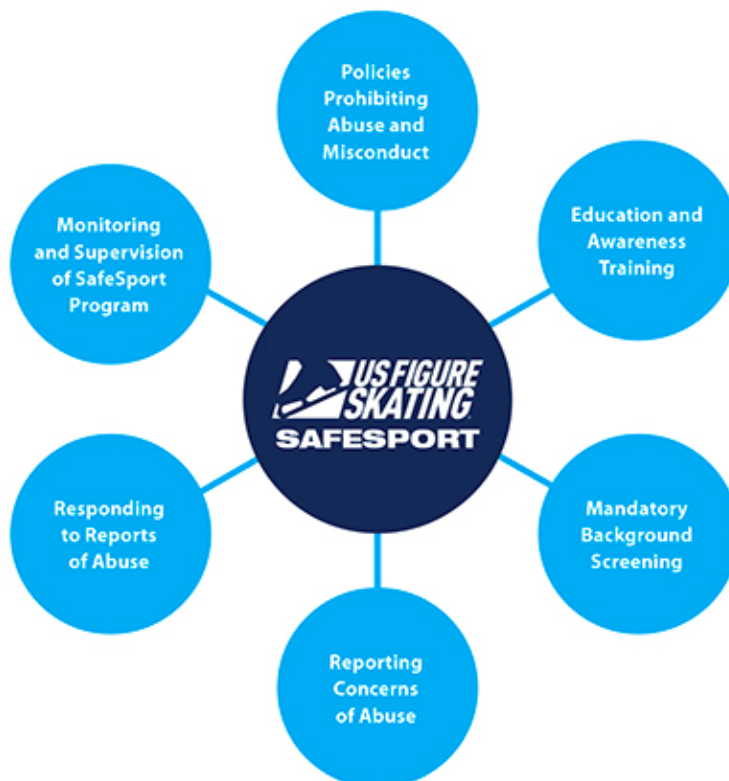 Policies
Prohibiting
Abuse and
Misconduct
Education and
Awareness
Training
Mandatory
Background
Screening
Reporting
Concerns
of Abuse
Responding
to Reports
of Abuse
Monitoring
and Supervision
of SafeSport
Program
US FIGURE
SKATING
SAFESPORT